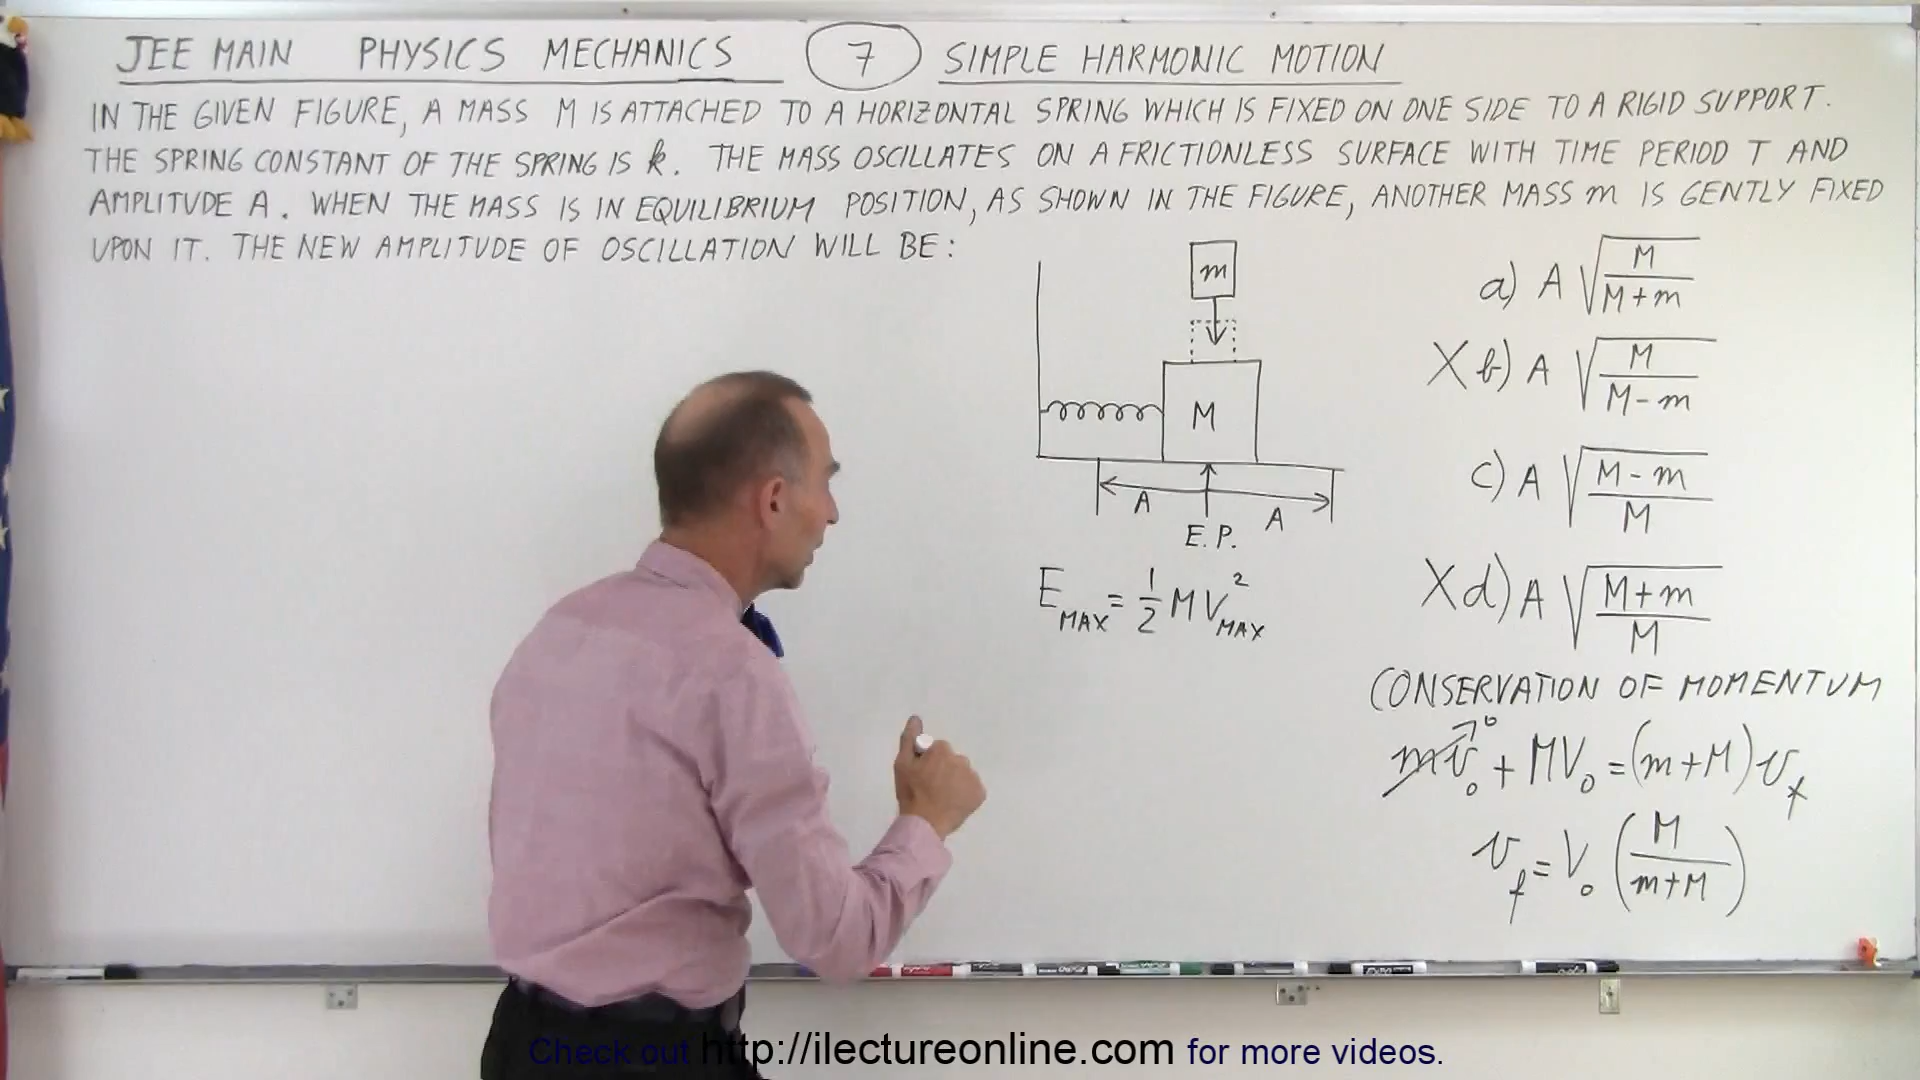 JEE MAIN PHYSICS MECHANICS 7 SIMPLE HARMONIC MOTION
IN THE GIVEN FIGURE, A MASS M IS ATTACHED TO A HORIZONTAL SPRING WHICH IS FIXED ON ONE SIDE TO A RIGID SUPPORT.
THE SPRING CONSTANT OF THE SPRING IS k. THE MASS OSCILLATES ON A FRICTIONLESS SURFACE WITH TIME PERIOD T AND
AMPLITUDE A. WHEN THE MASS IS IN EQUILIBRIUM POSITION, AS SHOWN IN THE FIGURE, ANOTHER MASS m IS GENTLY FIXED
UPON IT. THE NEW AMPLITUDE OF OSCILLATION WILL BE:
m
M
A
A
E.P.
E_MAX = 1/2 MV²_MAX
a) A √(M/(M+m))
X b) A √(M/(M-m))
c) A √((M-m)/M)
X d) A √((M+m)/M)
CONSERVATION OF MOMENTUM
mv₀→0 + MV₀ = (m+M)v_f
v_f = V₀ (M/(m+M))
Check out http://ilectureonline.com for more videos.